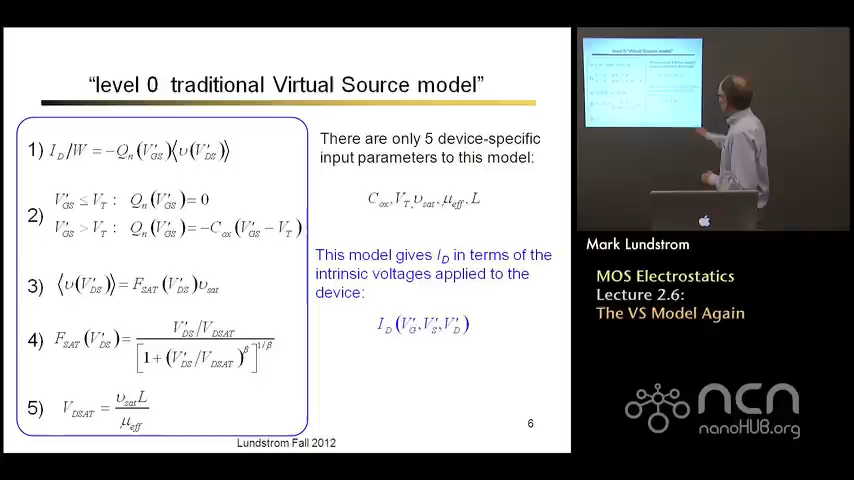 “level 0 traditional Virtual Source model”
1) I_D/W = −Q_n(V′_GS)⟨υ(V′_DS)⟩
2) V′_GS ≤ V_T : Q_n(V′_GS) = 0
V′_GS > V_T : Q_n(V′_GS) = −C_ox(V′_GS − V_T)
3) ⟨υ(V′_DS)⟩ = F_SAT(V′_DS)υ_sat
4) F_SAT(V′_DS) = V′_DS/V_DSAT / [1 + (V′_DS/V_DSAT)^β]^1/β
5) V_DSAT = υ_sat L / μ_eff
There are only 5 device-specific
input parameters to this model:
C_ox, V_T, υ_sat, μ_eff, L
This model gives I_D in terms of the
intrinsic voltages applied to the
device:
I_D(V′_G, V′_S, V′_D)
6
Lundstrom Fall 2012
Mark Lundstrom
MOS Electrostatics
Lecture 2.6:
The VS Model Again
ncn
nanoHUB.org